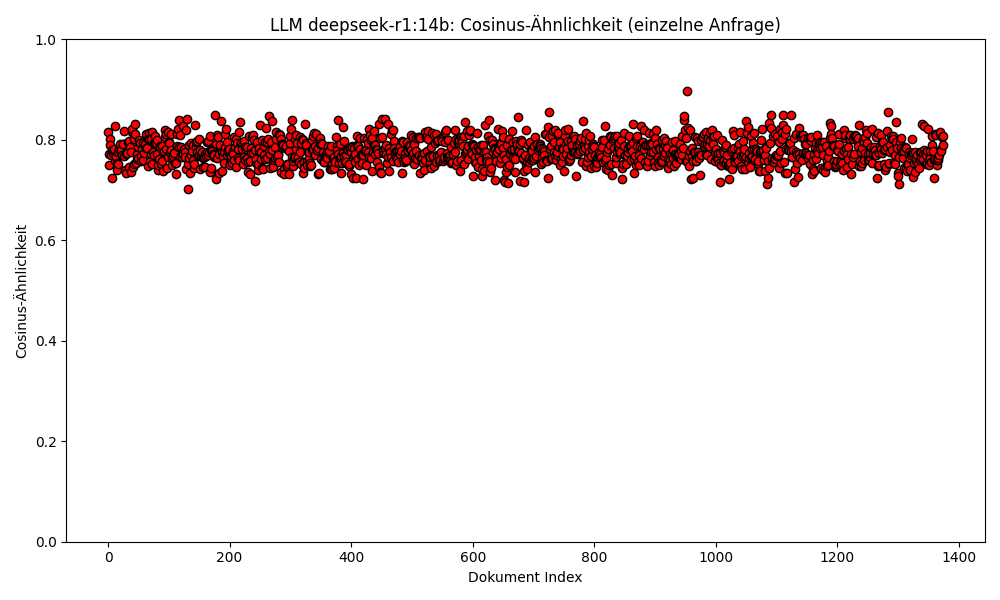 LLM deepseek-r1:14b: Cosinus-Ähnlichkeit (einzelne Anfrage)
1.0
0.8
0.6
0.4
0.2
0.0
Cosinus-Ähnlichkeit
0 200 400 600 800 1000 1200 1400
Dokument Index